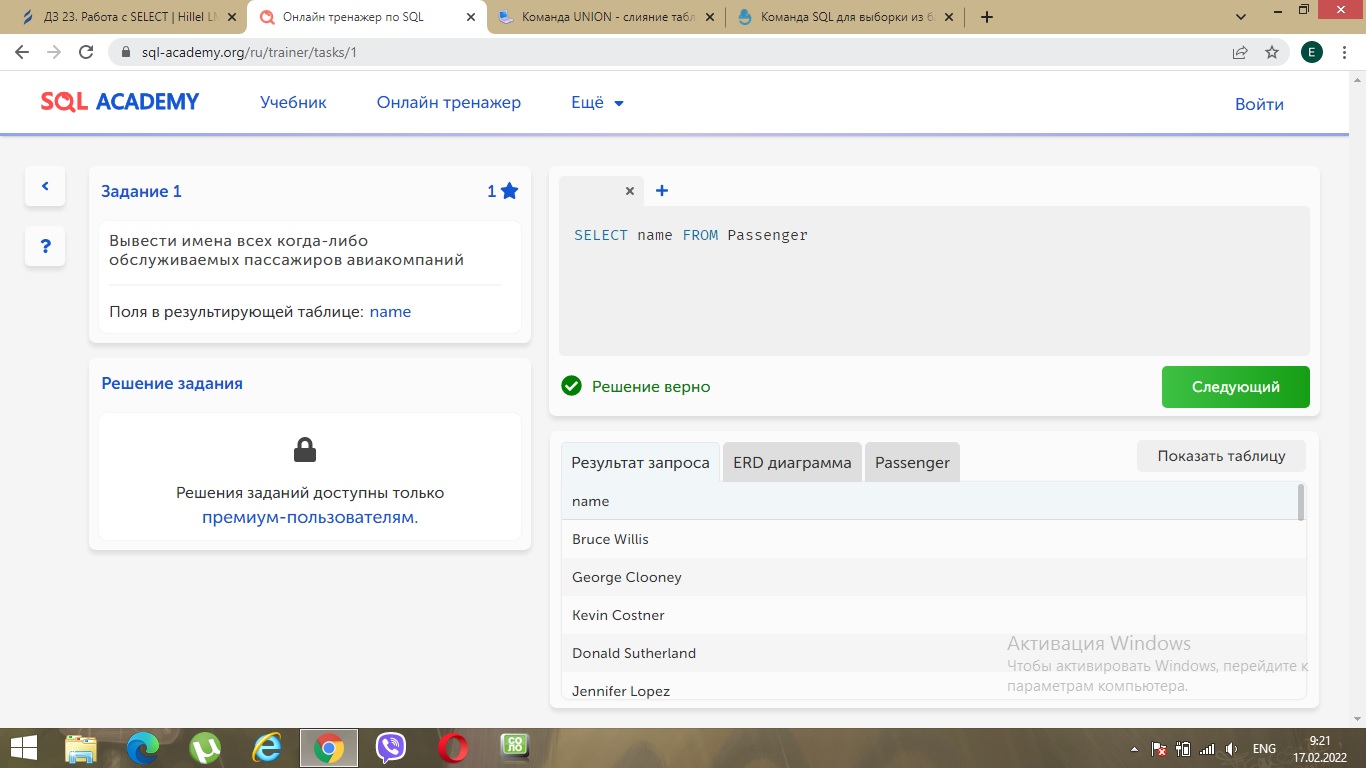 ДЗ 23. Работа с SELECT | Hillel LM
Онлайн тренажер по SQL
Команда UNION - слияние табл
Команда SQL для выборки из ба
sql-academy.org/ru/trainer/tasks/1
E
SQL ACADEMY
Учебник
Онлайн тренажер
Ещё
Войти
Задание 1
1
?
Вывести имена всех когда-либо
обслуживаемых пассажиров авиакомпаний
Поля в результирующей таблице: name
Решение задания
Решения заданий доступны только
премиум-пользователям.
SELECT name FROM Passenger
Решение верно
Следующий
Результат запроса
ERD диаграмма
Passenger
Показать таблицу
name
Bruce Willis
George Clooney
Kevin Costner
Donald Sutherland
Jennifer Lopez
Активация Windows
Чтобы активировать Windows, перейдите к
параметрам компьютера.
СО
ЛО
ENG
9:21
17.02.2022